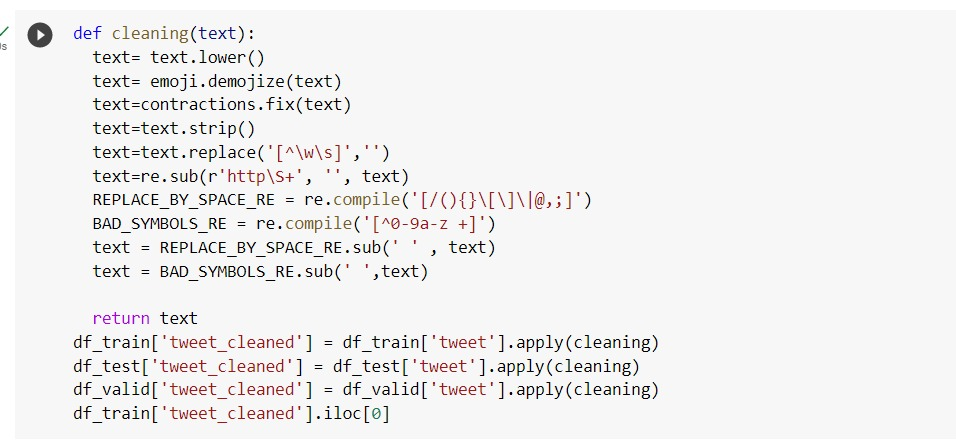 def cleaning(text):
  text= text.lower()
  text= emoji.demojize(text)
  text=contractions.fix(text)
  text=text.strip()
  text=text.replace('[^\w\s]','')
  text=re.sub(r'http\S+', '', text)
  REPLACE_BY_SPACE_RE = re.compile('[/(){}\[\]\|@,;]')
  BAD_SYMBOLS_RE = re.compile('[^0-9a-z +]')
  text = REPLACE_BY_SPACE_RE.sub(' ' , text)
  text = BAD_SYMBOLS_RE.sub(' ',text)

  return text
df_train['tweet_cleaned'] = df_train['tweet'].apply(cleaning)
df_test['tweet_cleaned'] = df_test['tweet'].apply(cleaning)
df_valid['tweet_cleaned'] = df_valid['tweet'].apply(cleaning)
df_train['tweet_cleaned'].iloc[0]